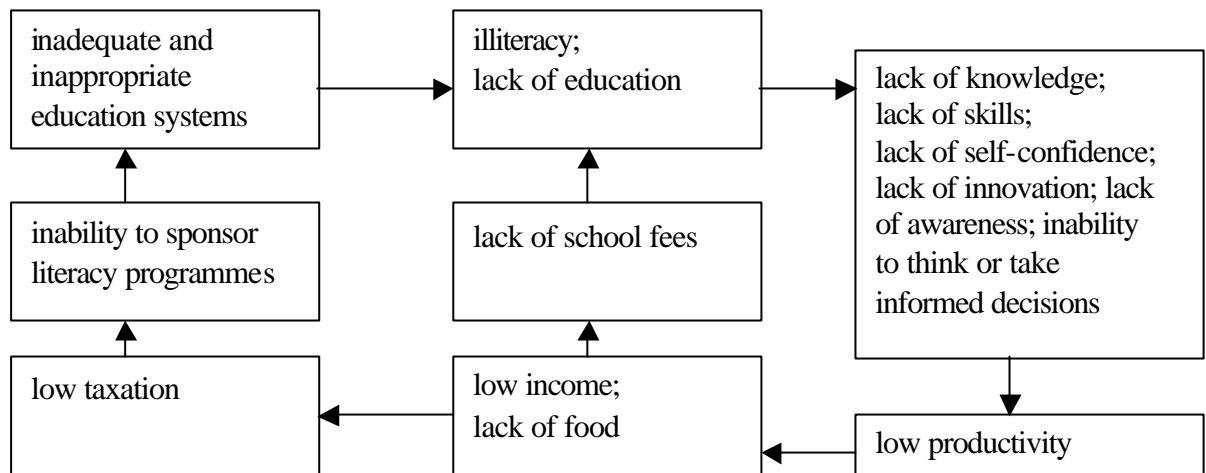 inadequate and
inappropriate
education systems
illiteracy;
lack of education
lack of knowledge;
lack of skills;
lack of self-confidence;
lack of innovation; lack
of awareness; inability
to think or take
informed decisions
inability to sponsor
literacy programmes
lack of school fees
low taxation
low income;
lack of food
low productivity